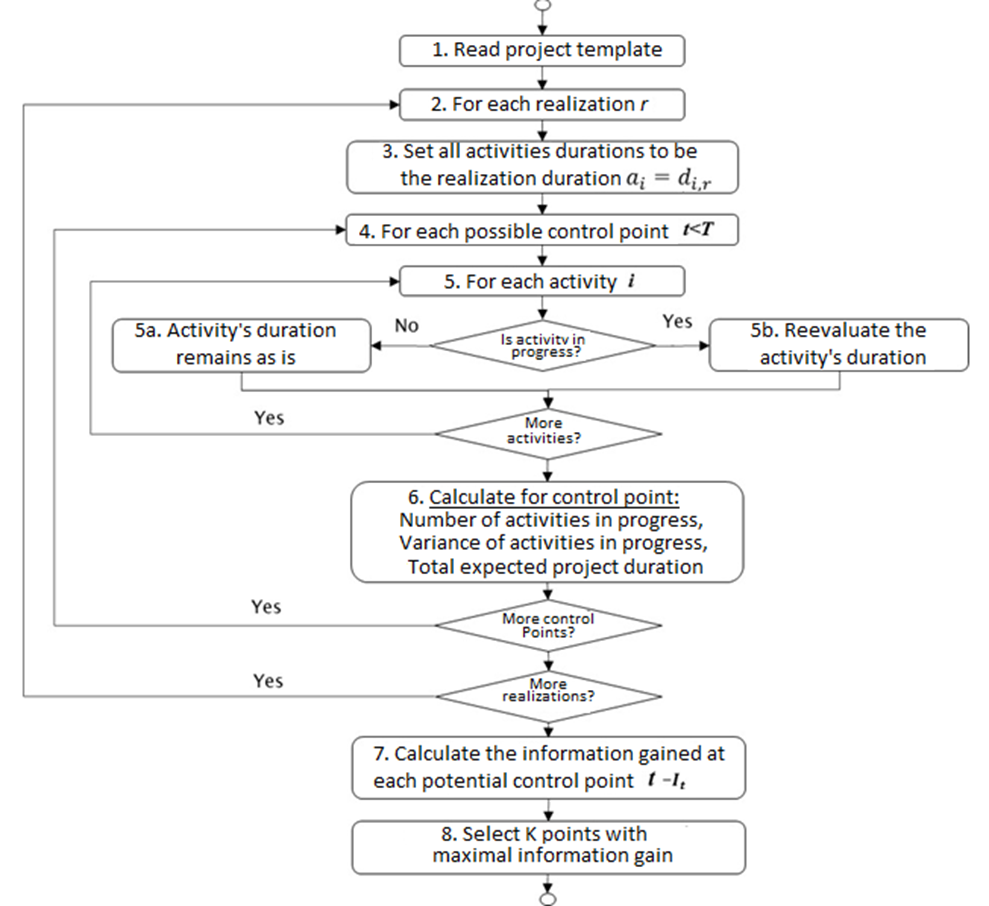 1. Read project template
2. For each realization r
3. Set all activities durations to be
the realization duration aᵢ = dᵢ,ᵣ
4. For each possible control point t<T
5. For each activity i
No
Yes
5a. Activity's duration
remains as is
Is activity in
progress?
5b. Reevaluate the
activity's duration
Yes
More
activities?
6. Calculate for control point:
Number of activities in progress,
Variance of activities in progress,
Total expected project duration
Yes
More control
Points?
Yes
More
realizations?
7. Calculate the information gained at
each potential control point t -Iₜ
8. Select K points with
maximal information gain